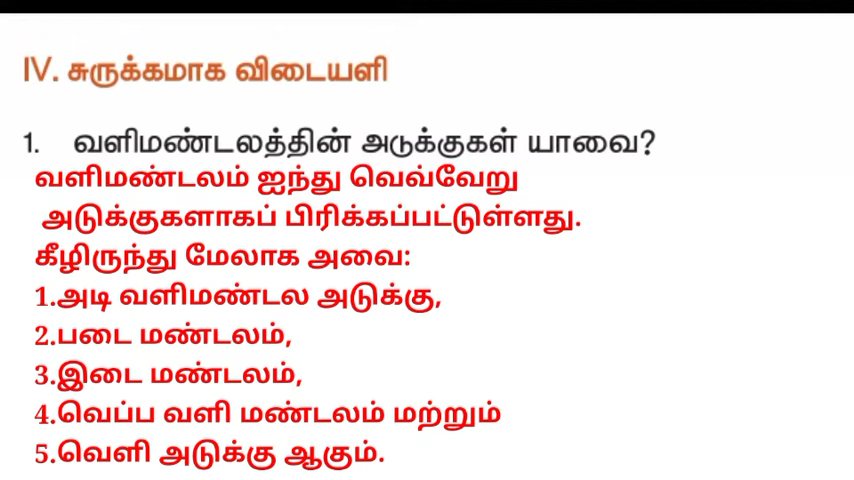 IV. சுருக்கமாக விடையளி
1. வளிமண்டலத்தின் அடுக்குகள் யாவை?
வளிமண்டலம் ஐந்து வெவ்வேறு
அடுக்குகளாகப் பிரிக்கப்பட்டுள்ளது.
கீழிருந்து மேலாக அவை:
1.அடி வளிமண்டல அடுக்கு,
2.படை மண்டலம்,
3.இடை மண்டலம்,
4.வெப்ப வளி மண்டலம் மற்றும்
5.வெளி அடுக்கு ஆகும்.